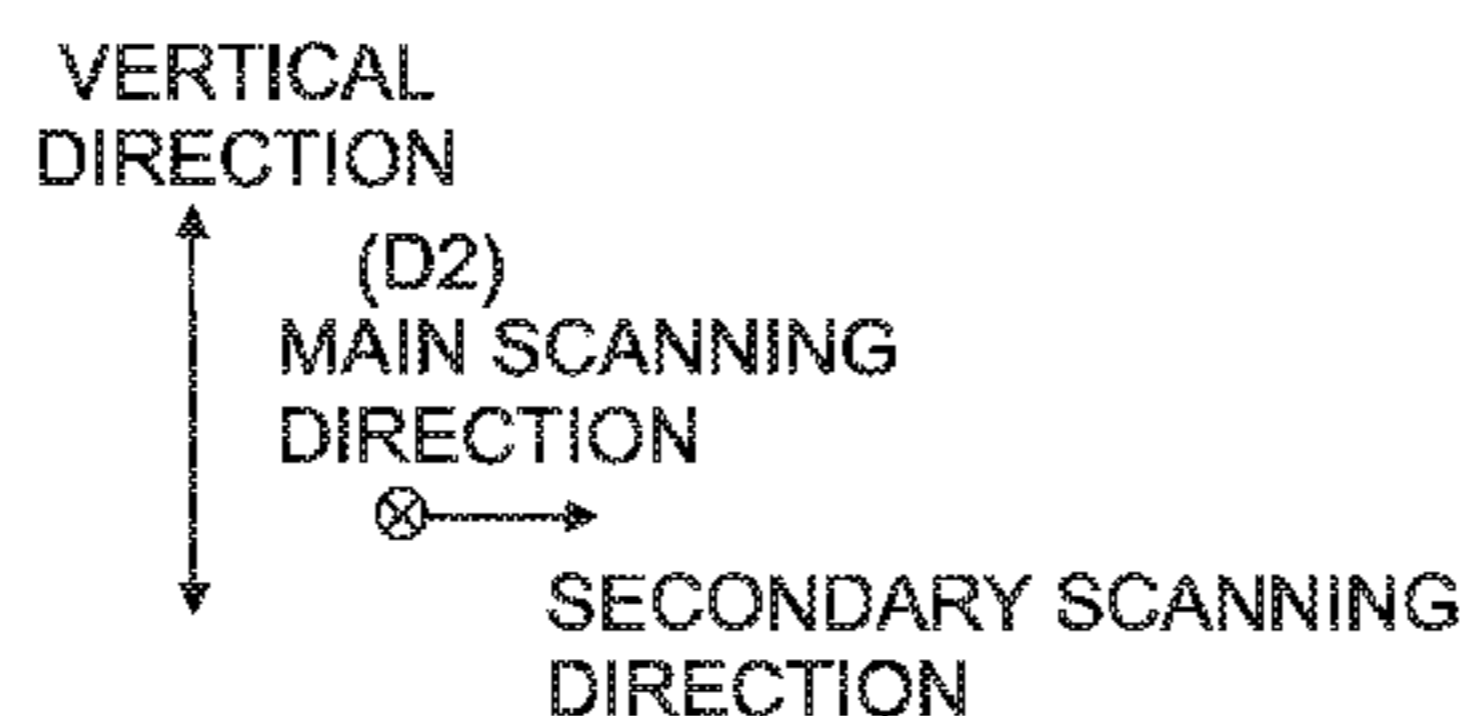 VERTICAL
DIRECTION
(D2)
MAIN SCANNING
DIRECTION
SECONDARY SCANNING
DIRECTION